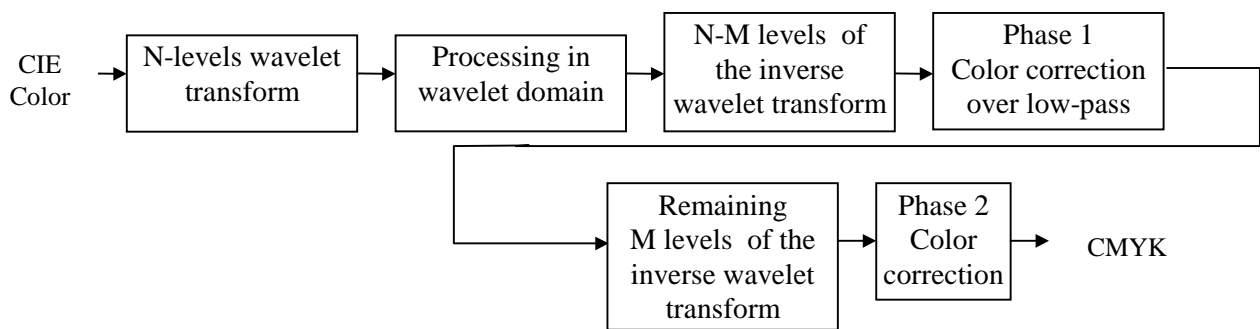 CIE
Color
N-levels wavelet
transform
Processing in
wavelet domain
N-M levels of
the inverse
wavelet transform
Phase 1
Color correction
over low-pass
Remaining
M levels of the
inverse wavelet
transform
Phase 2
Color
correction
CMYK